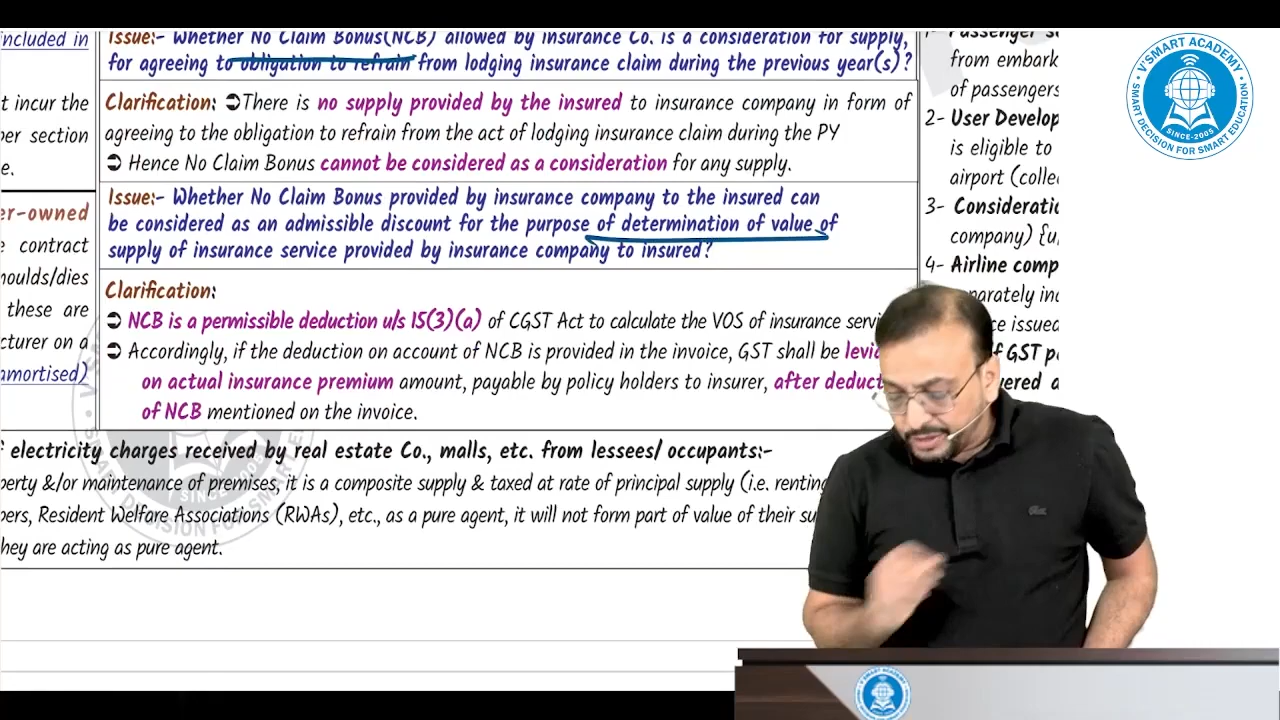 included in
t incur the
er section
e.
er-owned
e contract
noulds/dies
these are
cturer on a
amortised)
Issue:- Whether No Claim Bonus(NCB) allowed by insurance Co. is a consideration for supply,
for agreeing to obligation to refrain from lodging insurance claim during the previous year(s)?
Clarification: ➲There is no supply provided by the insured to insurance company in form of
agreeing to the obligation to refrain from the act of lodging insurance claim during the PY
➲ Hence No Claim Bonus cannot be considered as a consideration for any supply.
Issue:- Whether No Claim Bonus provided by insurance company to the insured can
be considered as an admissible discount for the purpose of determination of value of
supply of insurance service provided by insurance company to insured?
Clarification:
➲ NCB is a permissible deduction u/s 15(3)(a) of CGST Act to calculate the VOS of insurance servi
➲ Accordingly, if the deduction on account of NCB is provided in the invoice, GST shall be levi
on actual insurance premium amount, payable by policy holders to insurer, after deduct
of NCB mentioned on the invoice.
f electricity charges received by real estate Co., malls, etc. from lessees/ occupants:-
perty &/or maintenance of premises, it is a composite supply & taxed at rate of principal supply (i.e. renting
pers, Resident Welfare Associations (RWAs), etc., as a pure agent, it will not form part of value of their su
hey are acting as pure agent.
1- Passenger se
from embark
of passengers
2- User Develop
is eligible to
airport (colle
3- Consideratio
company) {u
4- Airline comp
parately inc
ce issued
f GST p
vered a
V'SMART ACADEMY
SINCE-2005
SMART DECISION FOR SMART EDUCATION